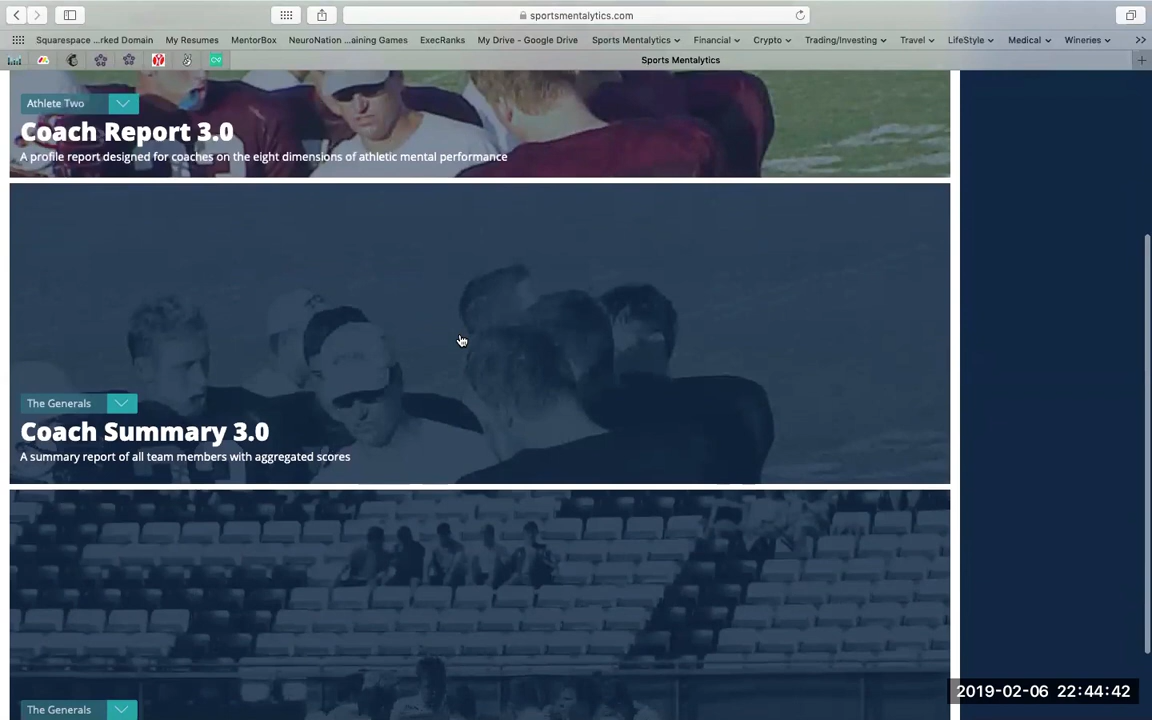 sportsmentalytics.com
Squarespace ...rked Domain
My Resumes
MentorBox
NeuroNation ...aining Games
ExecRanks
My Drive - Google Drive
Sports Mentalytics
Financial
Crypto
Trading/Investing
Travel
LifeStyle
Medical
Wineries
Sports Mentalytics
Athlete Two
Coach Report 3.0
A profile report designed for coaches on the eight dimensions of athletic mental performance
The Generals
Coach Summary 3.0
A summary report of all team members with aggregated scores
The Generals
2019-02-06 22:44:42